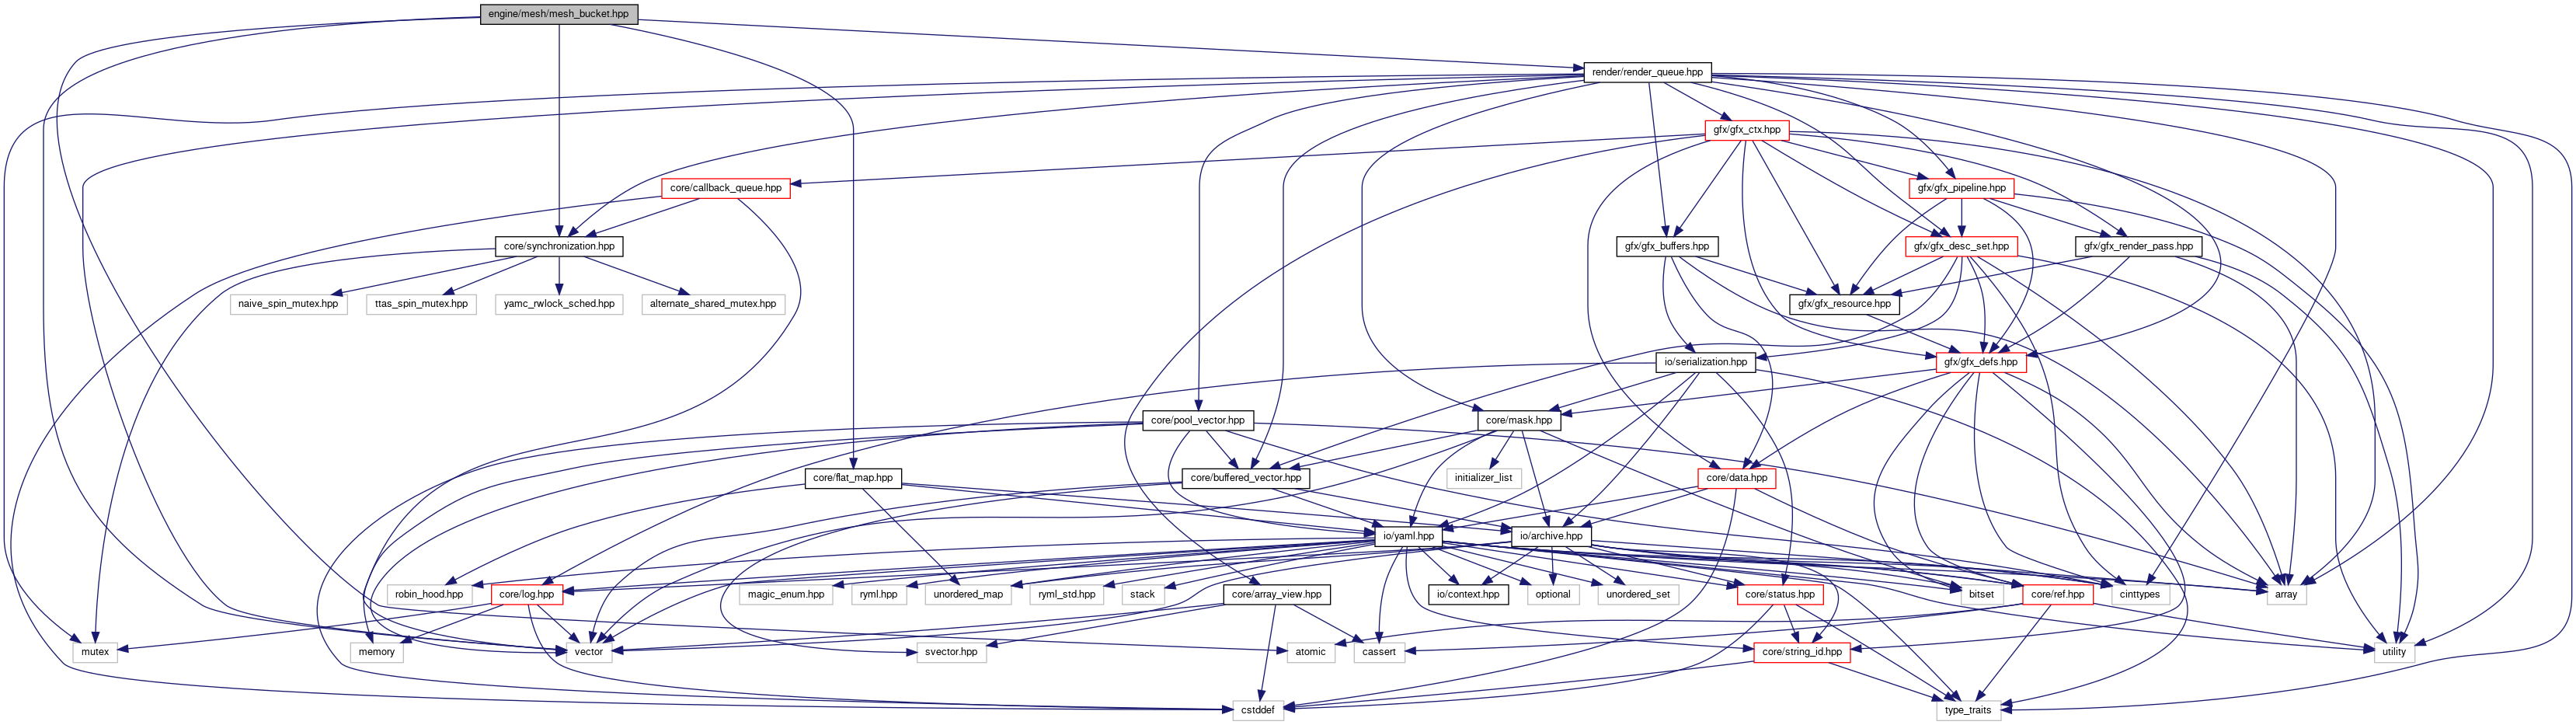 engine/mesh/mesh_bucket.hpp
render/render_queue.hpp
gfx/gfx_ctx.hpp
core/callback_queue.hpp
gfx/gfx_pipeline.hpp
core/synchronization.hpp
gfx/gfx_buffers.hpp
gfx/gfx_desc_set.hpp
gfx/gfx_render_pass.hpp
naive_spin_mutex.hpp
ttas_spin_mutex.hpp
yamc_rwlock_sched.hpp
alternate_shared_mutex.hpp
gfx/gfx_resource.hpp
io/serialization.hpp
gfx/gfx_defs.hpp
core/pool_vector.hpp
core/mask.hpp
core/flat_map.hpp
core/buffered_vector.hpp
initializer_list
core/data.hpp
io/yaml.hpp
io/archive.hpp
robin_hood.hpp
core/log.hpp
magic_enum.hpp
ryml.hpp
unordered_map
ryml_std.hpp
stack
core/array_view.hpp
io/context.hpp
optional
unordered_set
core/status.hpp
bitset
core/ref.hpp
cinttypes
array
mutex
memory
vector
svector.hpp
atomic
cassert
core/string_id.hpp
utility
cstddef
type_traits